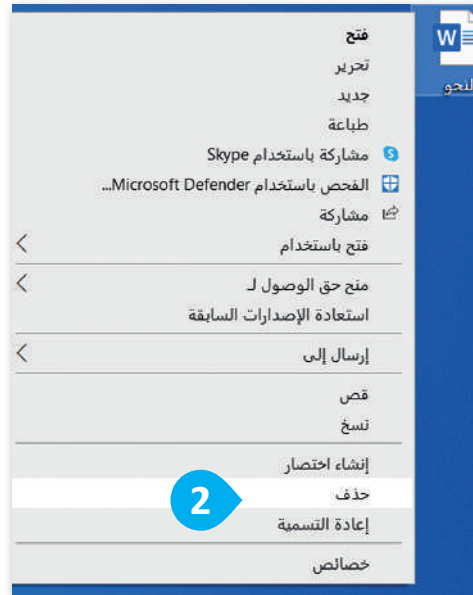 فتح
تحرير
جديد
طباعة
مشاركة باستخدام Skype
الفحص باستخدام Microsoft Defender...
مشاركة
فتح باستخدام
منح حق الوصول لـ
استعادة الإصدارات السابقة
إرسال إلى
قص
نسخ
إنشاء اختصار
حذف
2
إعادة التسمية
خصائص
W
النحو